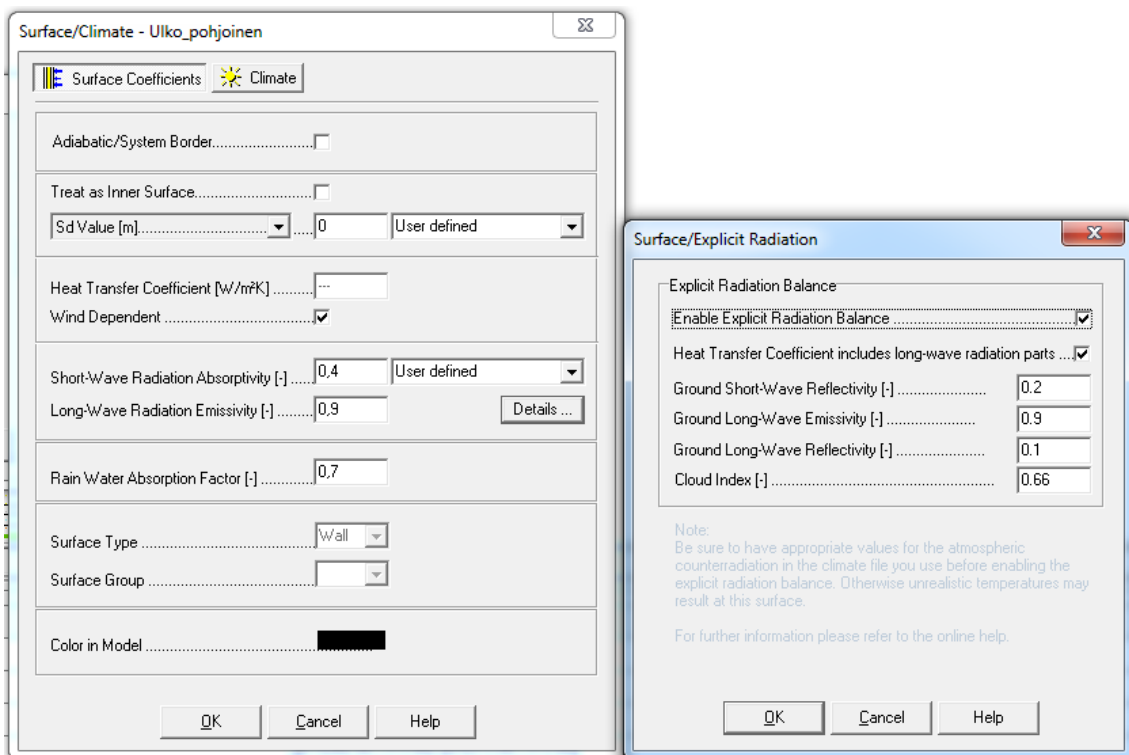 Surface/Climate - Ulko_pohjoinen
Surface Coefficients
Climate
Adiabatic/System Border........................
Treat as Inner Surface............................
Sd Value [m]....................................
.....
0
User defined
Heat Transfer Coefficient [W/m²K] ..........
---
Wind Dependent ....................................
Short-Wave Radiation Absorptivity [-] ......
0,4
User defined
Long-Wave Radiation Emissivity [-] .........
0,9
Details ...
Rain Water Absorption Factor [-] .............
0,7
Surface Type ..........................................
Wall
Surface Group .........................................
Color in Model .......................................................
OK
Cancel
Help
Surface/Explicit Radiation
Explicit Radiation Balance
Enable Explicit Radiation Balance ...........................................
Heat Transfer Coefficient includes long-wave radiation parts ....
Ground Short-Wave Reflectivity [-] ......................
0.2
Ground Long-Wave Emissivity [-] ......................
0.9
Ground Long-Wave Reflectivity [-] .....................
0.1
Cloud Index [-] .....................................................
0.66
Note:
Be sure to have appropriate values for the atmospheric
counterradiation in the climate file you use before enabling the
explicit radiation balance. Otherwise unrealistic temperatures may
result at this surface.
For further information please refer to the online help.
OK
Cancel
Help